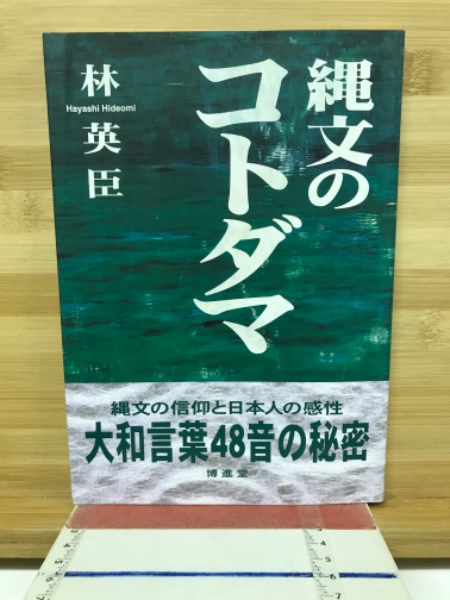 縄文の
コトダマ
林英臣
Hayashi Hideomi
縄文の信仰と日本人の感性
大和言葉48音の秘密
博進堂